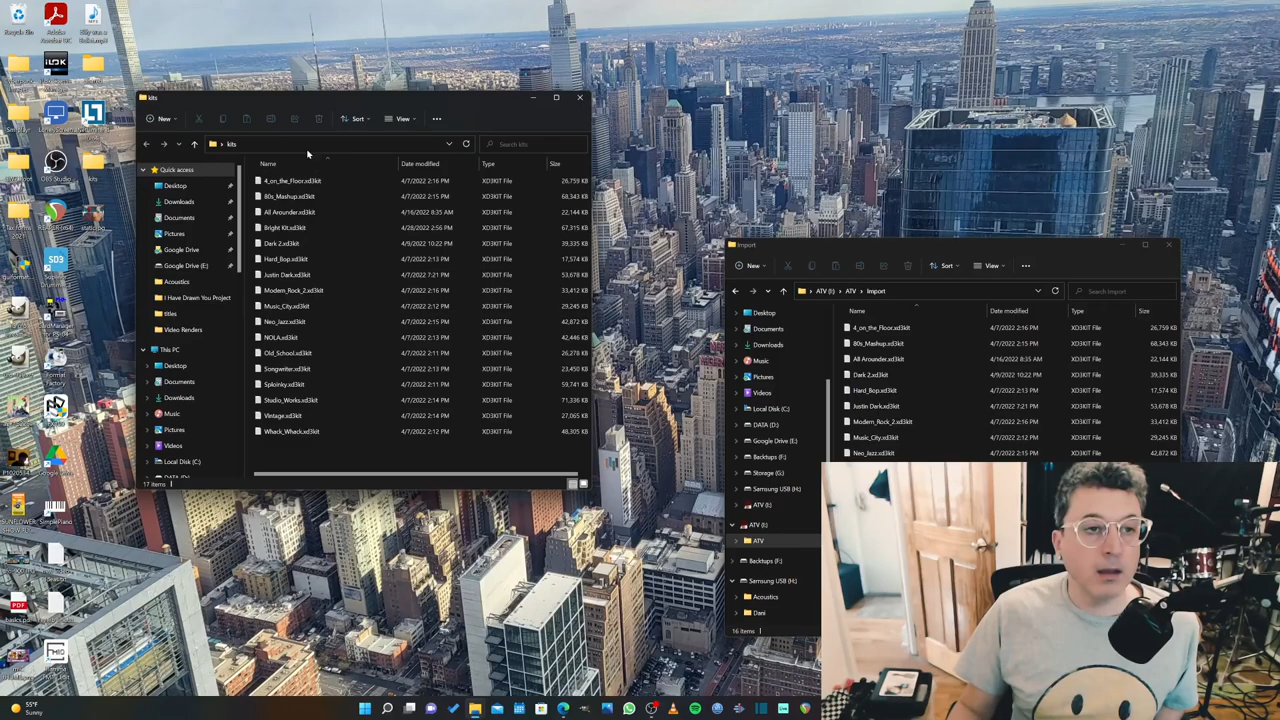 Recycle Bin
Adobe Acrobat DC
OBS Studio
REAPER (x64)
kits
Format Factory
SimplePiano
kits
New
Sort
View
kits
Search kits
Name
Date modified
Type
Size
Quick access
Desktop
Downloads
Documents
Pictures
Google Drive
Google Drive (E:)
Acoustics
I Have Drawn You Project
titles
Video Renders
This PC
Desktop
Documents
Downloads
Music
Pictures
Videos
Local Disk (C:)
4_on_the_Floor.xd3kit 4/7/2022 2:16 PM XD3KIT File 26,759 KB
80s_Mashup.xd3kit 4/7/2022 2:15 PM XD3KIT File 68,343 KB
All Arounder.xd3kit 4/16/2022 8:35 AM XD3KIT File 22,144 KB
Bright Kit.xd3kit 4/28/2022 2:56 PM XD3KIT File 67,315 KB
Dark 2.xd3kit 4/9/2022 10:22 PM XD3KIT File 39,335 KB
Hard_Bop.xd3kit 4/7/2022 2:13 PM XD3KIT File 17,574 KB
Justin Dark.xd3kit 4/7/2022 7:21 PM XD3KIT File 53,678 KB
Modern_Rock_2.xd3kit 4/7/2022 2:16 PM XD3KIT File 33,412 KB
Music_City.xd3kit 4/7/2022 2:12 PM XD3KIT File 29,245 KB
Neo_Jazz.xd3kit 4/7/2022 2:15 PM XD3KIT File 42,872 KB
NOLA.xd3kit 4/7/2022 2:13 PM XD3KIT File 42,446 KB
Old_School.xd3kit 4/7/2022 2:11 PM XD3KIT File 26,278 KB
Songwriter.xd3kit 4/7/2022 2:13 PM XD3KIT File 23,450 KB
Sploinky.xd3kit 4/7/2022 2:11 PM XD3KIT File 59,741 KB
Studio_Works.xd3kit 4/7/2022 2:14 PM XD3KIT File 71,336 KB
Vintage.xd3kit 4/7/2022 2:14 PM XD3KIT File 27,065 KB
Whack_Whack.xd3kit 4/7/2022 2:12 PM XD3KIT File 48,305 KB
17 items
Import
New
Sort
View
ATV (I:) ATV Import
Search Import
Name
Date modified
Type
Size
Desktop
Documents
Downloads
Music
Pictures
Videos
Local Disk (C:)
DATA (D:)
Google Drive (E:)
Backtups (F:)
Storage (G:)
Samsung USB (H:)
ATV (I:)
ATV (I:)
ATV
Backtups (F:)
Samsung USB (H:)
Acoustics
Dani
4_on_the_Floor.xd3kit 4/7/2022 2:16 PM XD3KIT File 26,759 KB
80s_Mashup.xd3kit 4/7/2022 2:15 PM XD3KIT File 68,343 KB
All Arounder.xd3kit 4/16/2022 8:35 AM XD3KIT File 22,144 KB
Dark 2.xd3kit 4/9/2022 10:22 PM XD3KIT File 39,335 KB
Hard_Bop.xd3kit 4/7/2022 2:13 PM XD3KIT File 17,574 KB
Justin Dark.xd3kit 4/7/2022 7:21 PM XD3KIT File 53,678 KB
Modern_Rock_2.xd3kit 4/7/2022 2:16 PM XD3KIT File 33,412 KB
Music_City.xd3kit 4/7/2022 2:12 PM XD3KIT File 29,245 KB
Neo_Jazz.xd3kit 4/7/2022 2:15 PM XD3KIT File 42,872 KB
16 items
55°F
Sunny